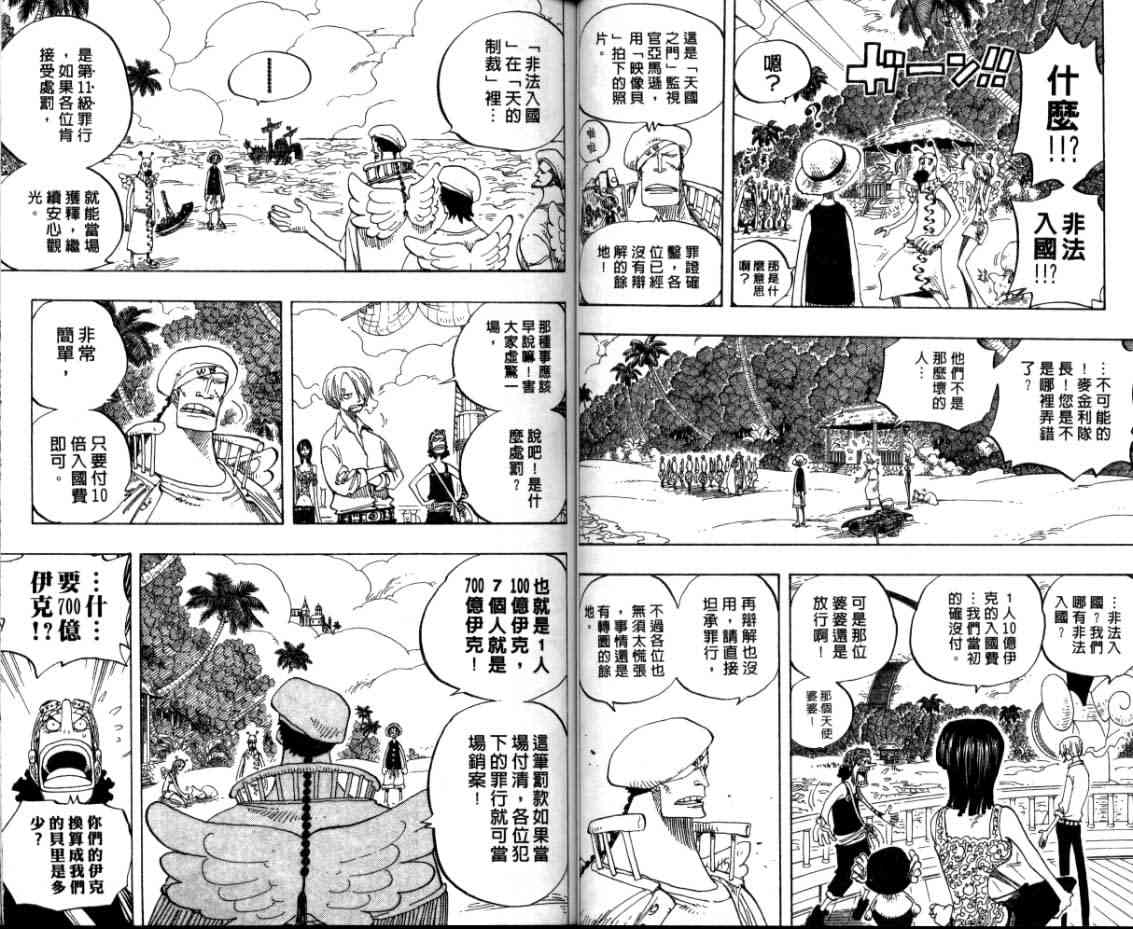 什麼!!?
非法
入國!!?
ガーン!!
嗯?
那是什
麼意思
啊?
這是「天國
之門」監視
官亞馬遜,
用「映像貝
」拍下的照
片。
罪證確
鑿,各
位已經
沒有辯
解的餘
地!
…不可能的
!麥金利隊
長!您是不
是哪裡弄錯
了?
他們不是
那麼壞的
人…
…非法入
國?我們
哪有非法
入國?
1人10億伊
克的入國費
…我們當初
的確沒付。
可是那位
婆婆還是
放行啊!
那個天使
婆婆!
再辯解也沒
用,請直接
坦承罪行,
不過各位也
無須太慌張
,事情還是
有轉圜的餘
地。
「非法入國
」在「天的
制裁」裡…
…………
是第11級罪行
,如果各位肯
接受處罰,
就能當場
獲釋,繼
續安心觀
光。
那種事應該
早說嘛!害
大家虛驚一
場,
說吧!是什
麼處罰?
非常
簡單,
只要付10
倍入國費
即可。
也就是1人
100億伊克,
7個人就是
700億伊克!
這筆罰款如果當
場付清,各位犯
下的罪行就可當
場銷案!
…什…
要700億
伊克!?
你們的伊克
換算成我們
的貝里是多
少?